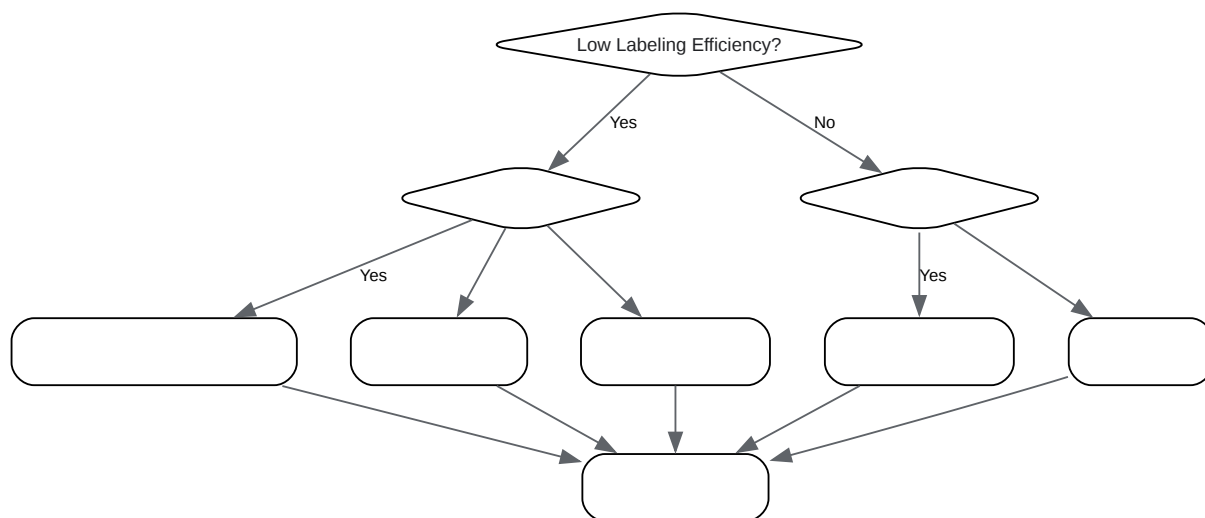 Low Labeling Efficiency?
Yes
No
Yes
Yes